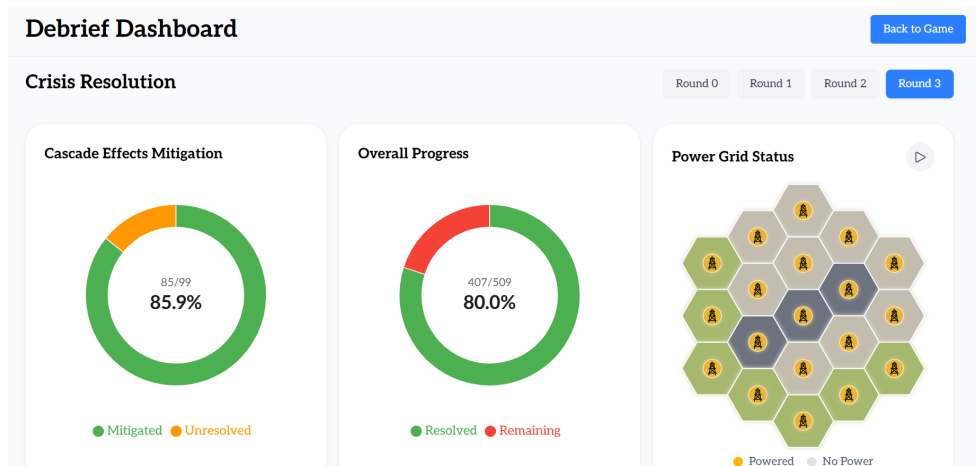 Debrief Dashboard
Back to Game
Crisis Resolution
Round 0
Round 1
Round 2
Round 3
Cascade Effects Mitigation
85/99
85.9%
Mitigated
Unresolved
Overall Progress
407/509
80.0%
Resolved
Remaining
Power Grid Status
Powered
No Power